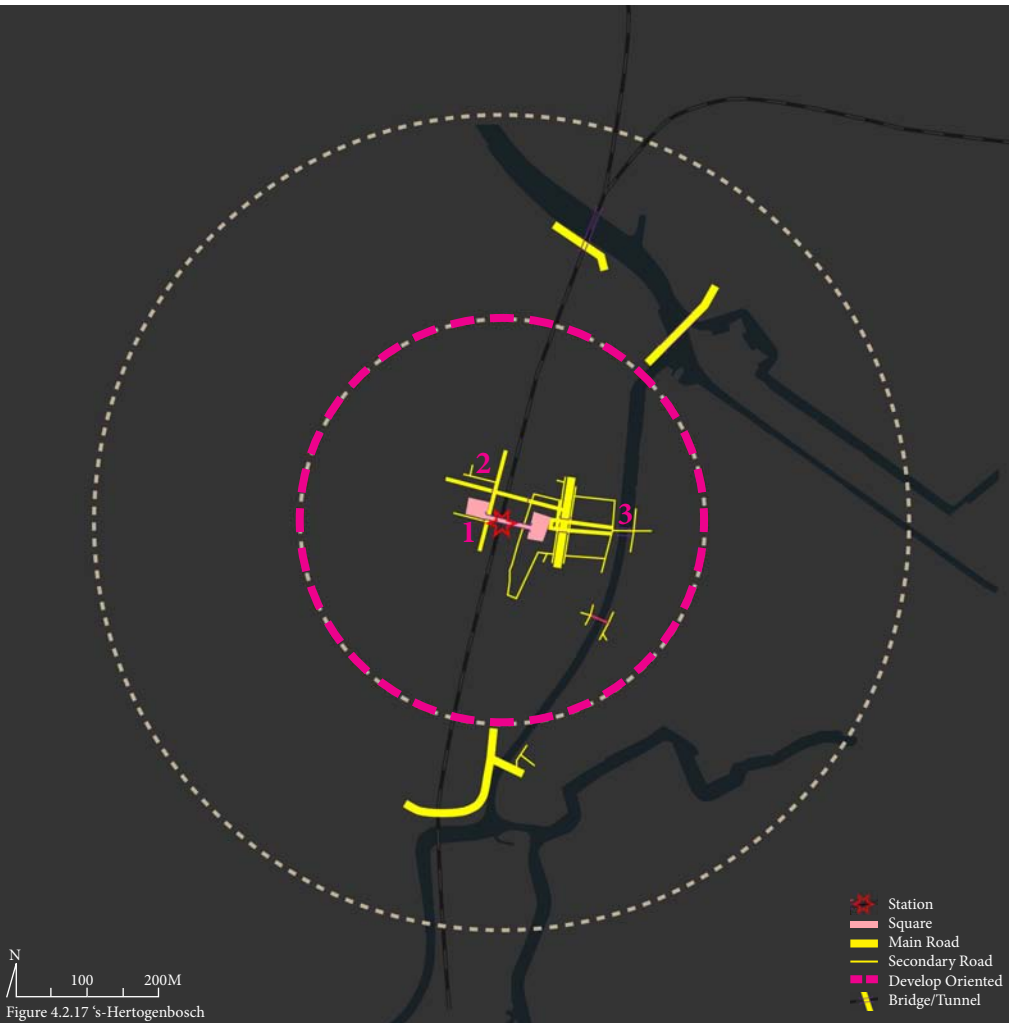 2
3
1
Station
Square
Main Road
Secondary Road
Develop Oriented
Bridge/Tunnel
N
100 200M
Figure 4.2.17 ‘s-Hertogenbosch